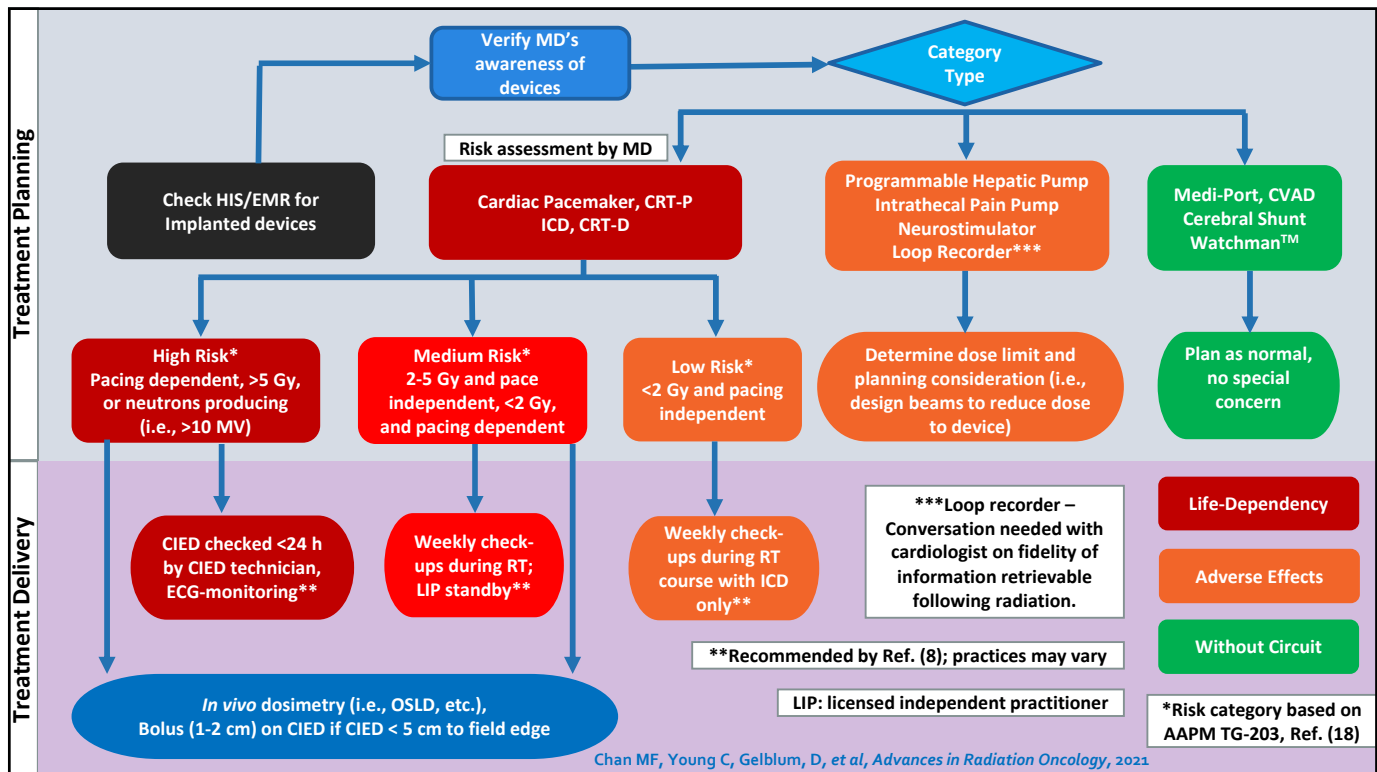 Treatment Planning
Verify MD's
awareness of
devices
Category
Type
Risk assessment by MD
Check HIS/EMR for
Implanted devices
Cardiac Pacemaker, CRT-P
ICD, CRT-D
Programmable Hepatic Pump
Intrathecal Pain Pump
Neurostimulator
Loop Recorder***
Medi-Port, CVAD
Cerebral Shunt
Watchman™
High Risk*
Pacing dependent, >5 Gy,
or neutrons producing
(i.e., >10 MV)
Medium Risk*
2-5 Gy and pace
independent, <2 Gy,
and pacing dependent
Low Risk*
<2 Gy and pacing
independent
Determine dose limit and
planning consideration (i.e.,
design beams to reduce dose
to device)
Plan as normal,
no special
concern
Treatment Delivery
CIED checked <24 h
by CIED technician,
ECG-monitoring**
Weekly check-
ups during RT;
LIP standby**
Weekly check-
ups during RT
course with ICD
only**
***Loop recorder –
Conversation needed with
cardiologist on fidelity of
information retrievable
following radiation.
Life-Dependency
Adverse Effects
Without Circuit
**Recommended by Ref. (8); practices may vary
LIP: licensed independent practitioner
*Risk category based on
AAPM TG-203, Ref. (18)
In vivo dosimetry (i.e., OSLD, etc.),
Bolus (1-2 cm) on CIED if CIED < 5 cm to field edge
Chan MF, Young C, Gelblum, D, et al, Advances in Radiation Oncology, 2021